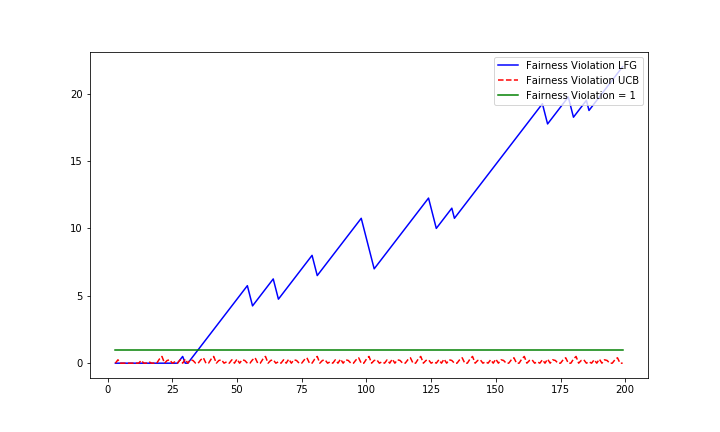 Fairness Violation LFG
Fairness Violation UCB
Fairness Violation = 1
20
15
10
5
0
0 25 50 75 100 125 150 175 200